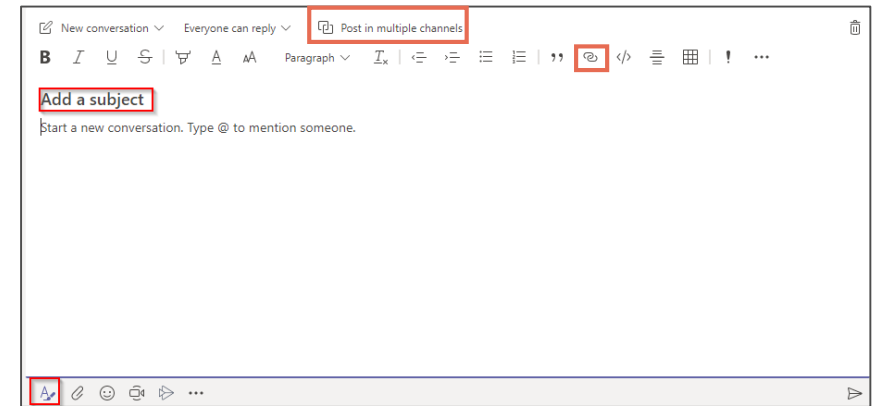 New conversation Everyone can reply Post in multiple channels
B I U S A AA Paragraph Tx
Add a subject
Start a new conversation. Type @ to mention someone.